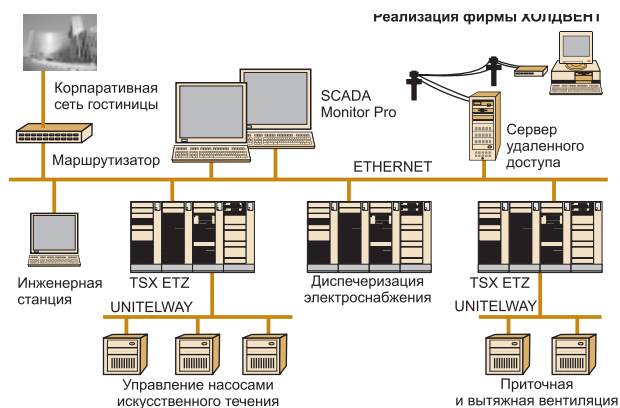 Реализация фирмы ХОЛДВЕНТ
Корпаративная
сеть гостиницы
SCADA
Monitor Pro
Сервер
удаленного
доступа
Маршрутизатор
ETHERNET
Инженерная
станция
TSX ETZ
Диспечеризация
электроснабжения
TSX ETZ
UNITELWAY
UNITELWAY
Управление насосами
искусственного течения
Приточная
и вытяжная вентиляция